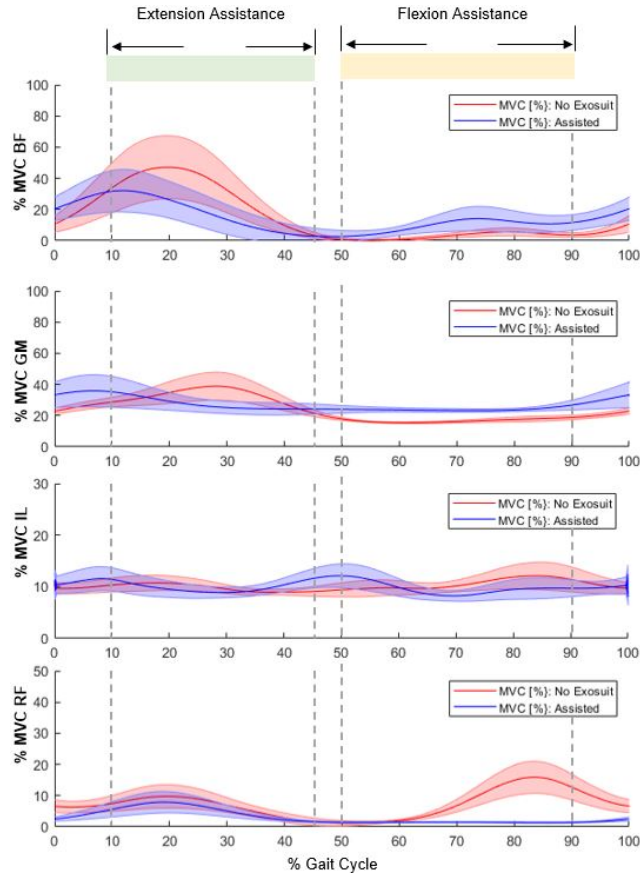 Extension Assistance
Flexion Assistance
100
80
60
40
20
0
% MVC BF
MVC [%]: No Exosuit
MVC [%]: Assisted
0 10 20 30 40 50 60 70 80 90 100
100
80
60
40
20
0
% MVC GM
MVC [%}: No Exosuit
MVC [%}: Assisted
0 10 20 30 40 50 60 70 80 90 100
30
20
10
0
% MVC IL
MVC [%}: No Exosuit
MVC [%}: Assisted
0 10 20 30 40 50 60 70 80 90 100
50
40
30
20
10
0
% MVC RF
MVC [%}: No Exosuit
MVC [%}: Assisted
0 10 20 30 40 50 60 70 80 90 100
% Gait Cycle